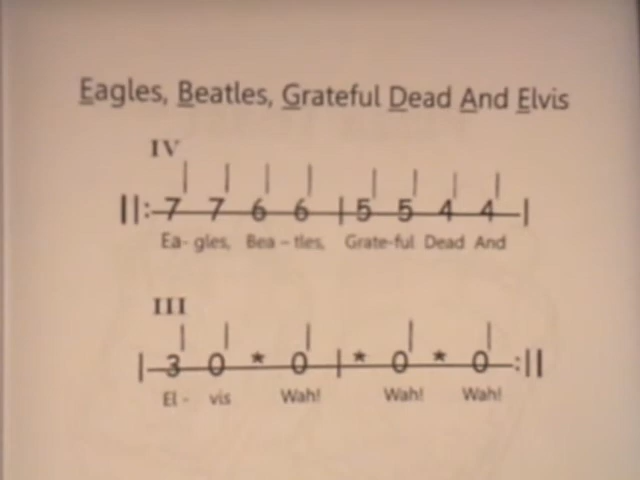 Eagles, Beatles, Grateful Dead And Elvis
IV
||:7 7 6 6 | 5 5 4 4 |
Ea- gles, Bea - tles, Grate-ful Dead And
III
| 3 0 * 0 | * 0 * 0 :||
El - vis Wah! Wah! Wah!